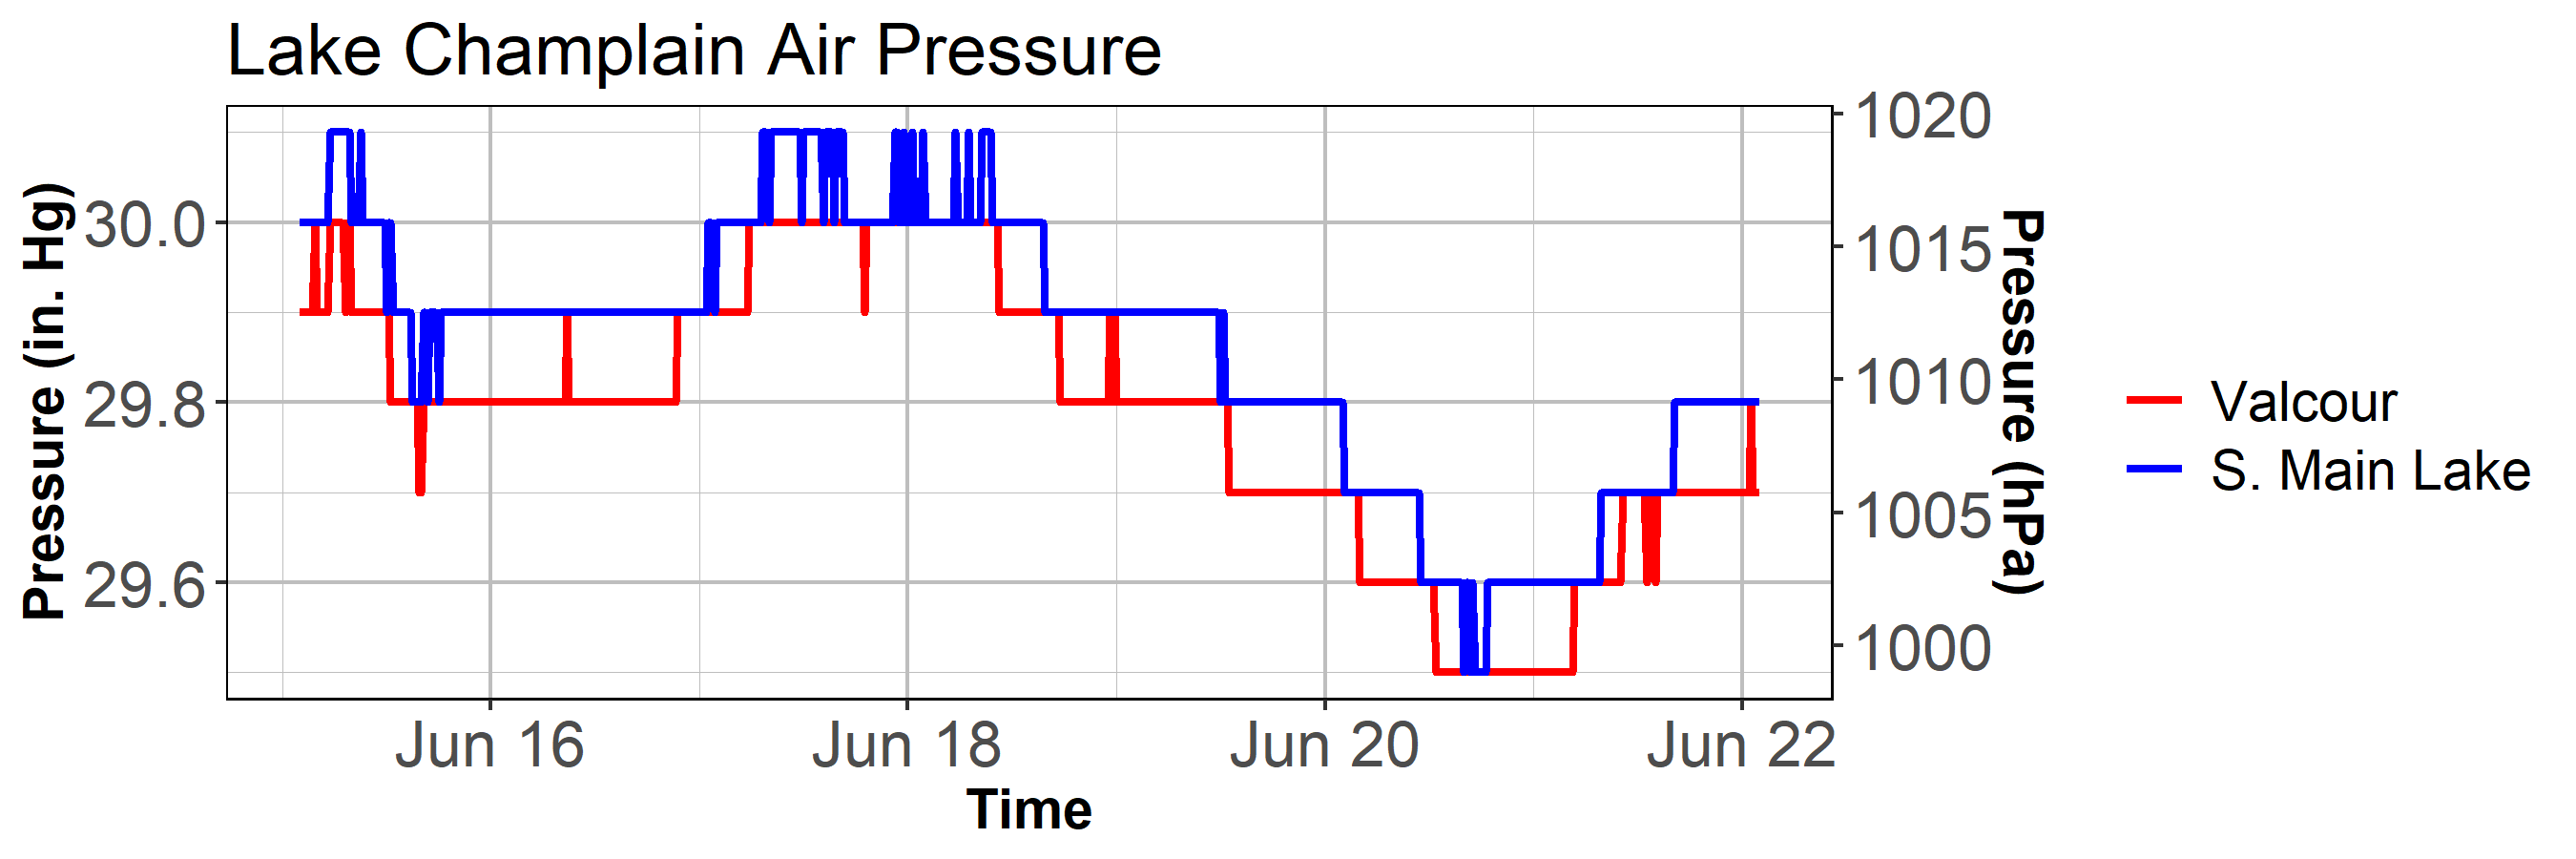 Lake Champlain Air Pressure
Pressure (in. Hg)
30.0
29.8
29.6
1020
1015
1010
1005
1000
Pressure (hPa)
Jun 16
Jun 18
Jun 20
Jun 22
Time
Valcour
S. Main Lake